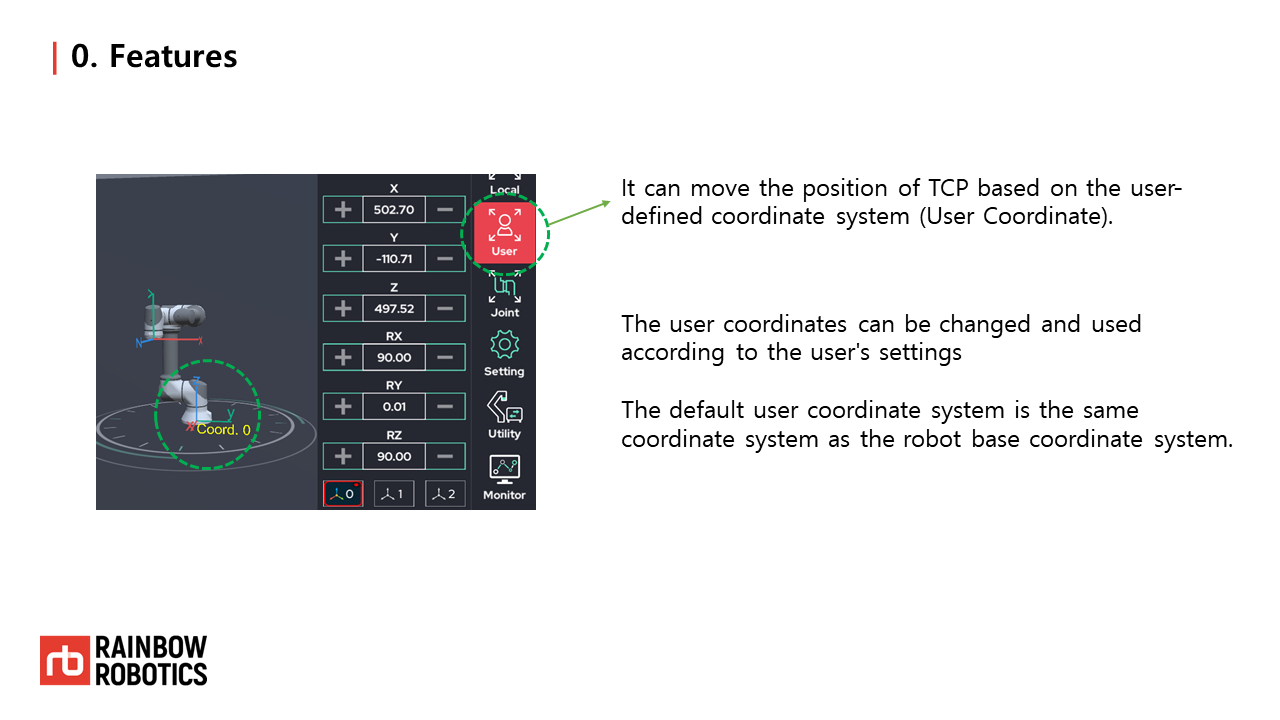 0. Features
It can move the position of TCP based on the user-
defined coordinate system (User Coordinate).
The user coordinates can be changed and used
according to the user's settings
The default user coordinate system is the same
coordinate system as the robot base coordinate system.
Y
N
X
Z
Y
X
Coord. 0
X
502.70
Y
-110.71
Z
497.52
RX
90.00
RY
0.01
RZ
90.00
0
1
2
Local
User
Joint
Setting
Utility
Monitor
rb
RAINBOW
ROBOTICS